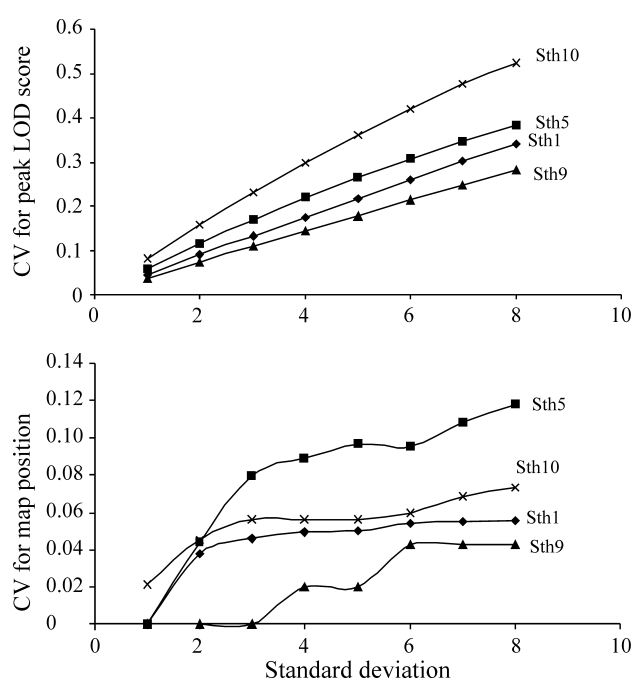 0.6
Sth10
0.5
0.4
Sth5
Sth1
0.3
Sth9
0.2
0.1
0
0 2 4 6 8 10
CV for peak LOD score
0.14
0.12
Sth5
0.10
0.08
Sth10
0.06
Sth1
0.04
Sth9
0.02
0
0 2 4 6 8 10
CV for map position
Standard deviation